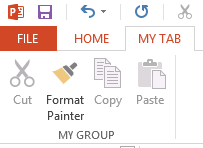 FILE HOME MY TAB
Cut Format Painter Copy Paste
MY GROUP